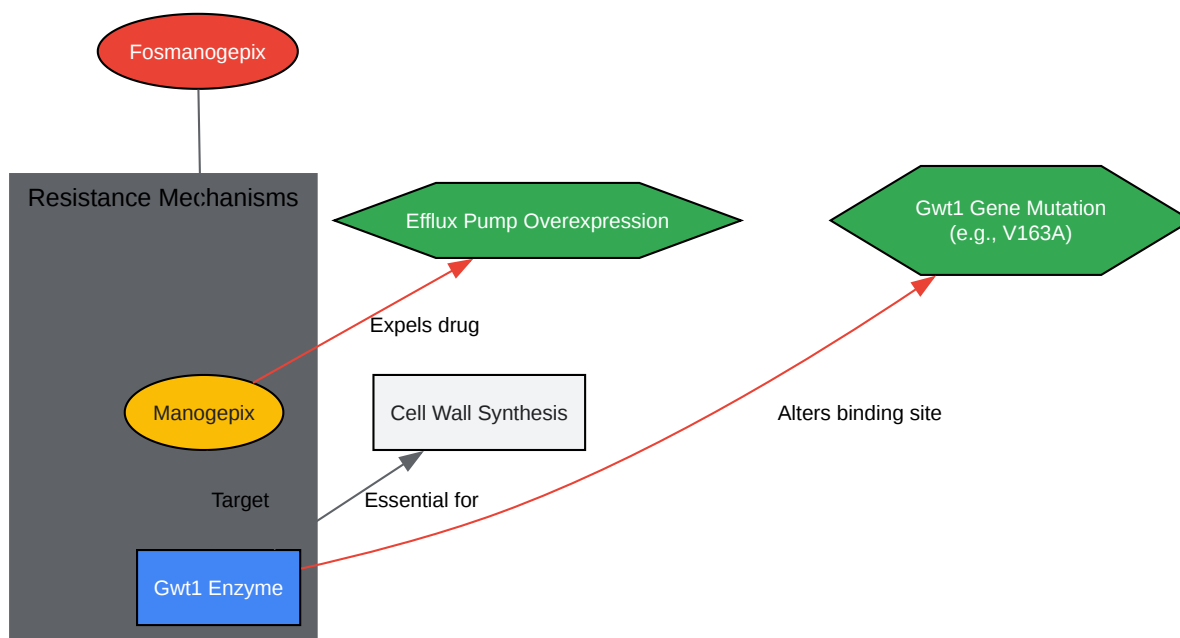 Fosmanogepix
Resistance Mechanisms
Efflux Pump Overexpression
Gwt1 Gene Mutation
(e.g., V163A)
Expels drug
Manogepix
Cell Wall Synthesis
Alters binding site
Target
Essential for
Gwt1 Enzyme